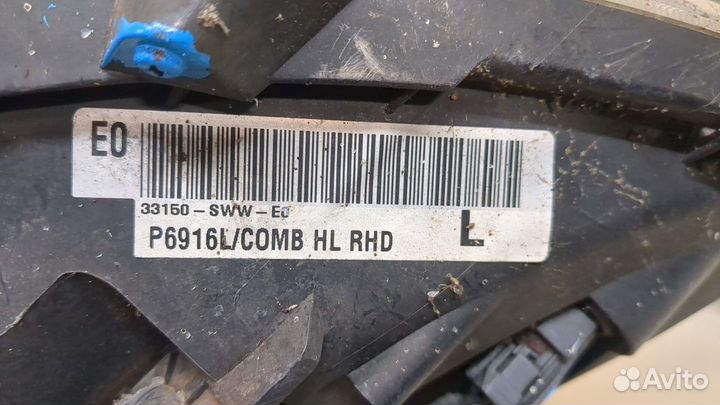 E0
33150-SWW-E0
P6916L/COMB HL RHD
L
Avito